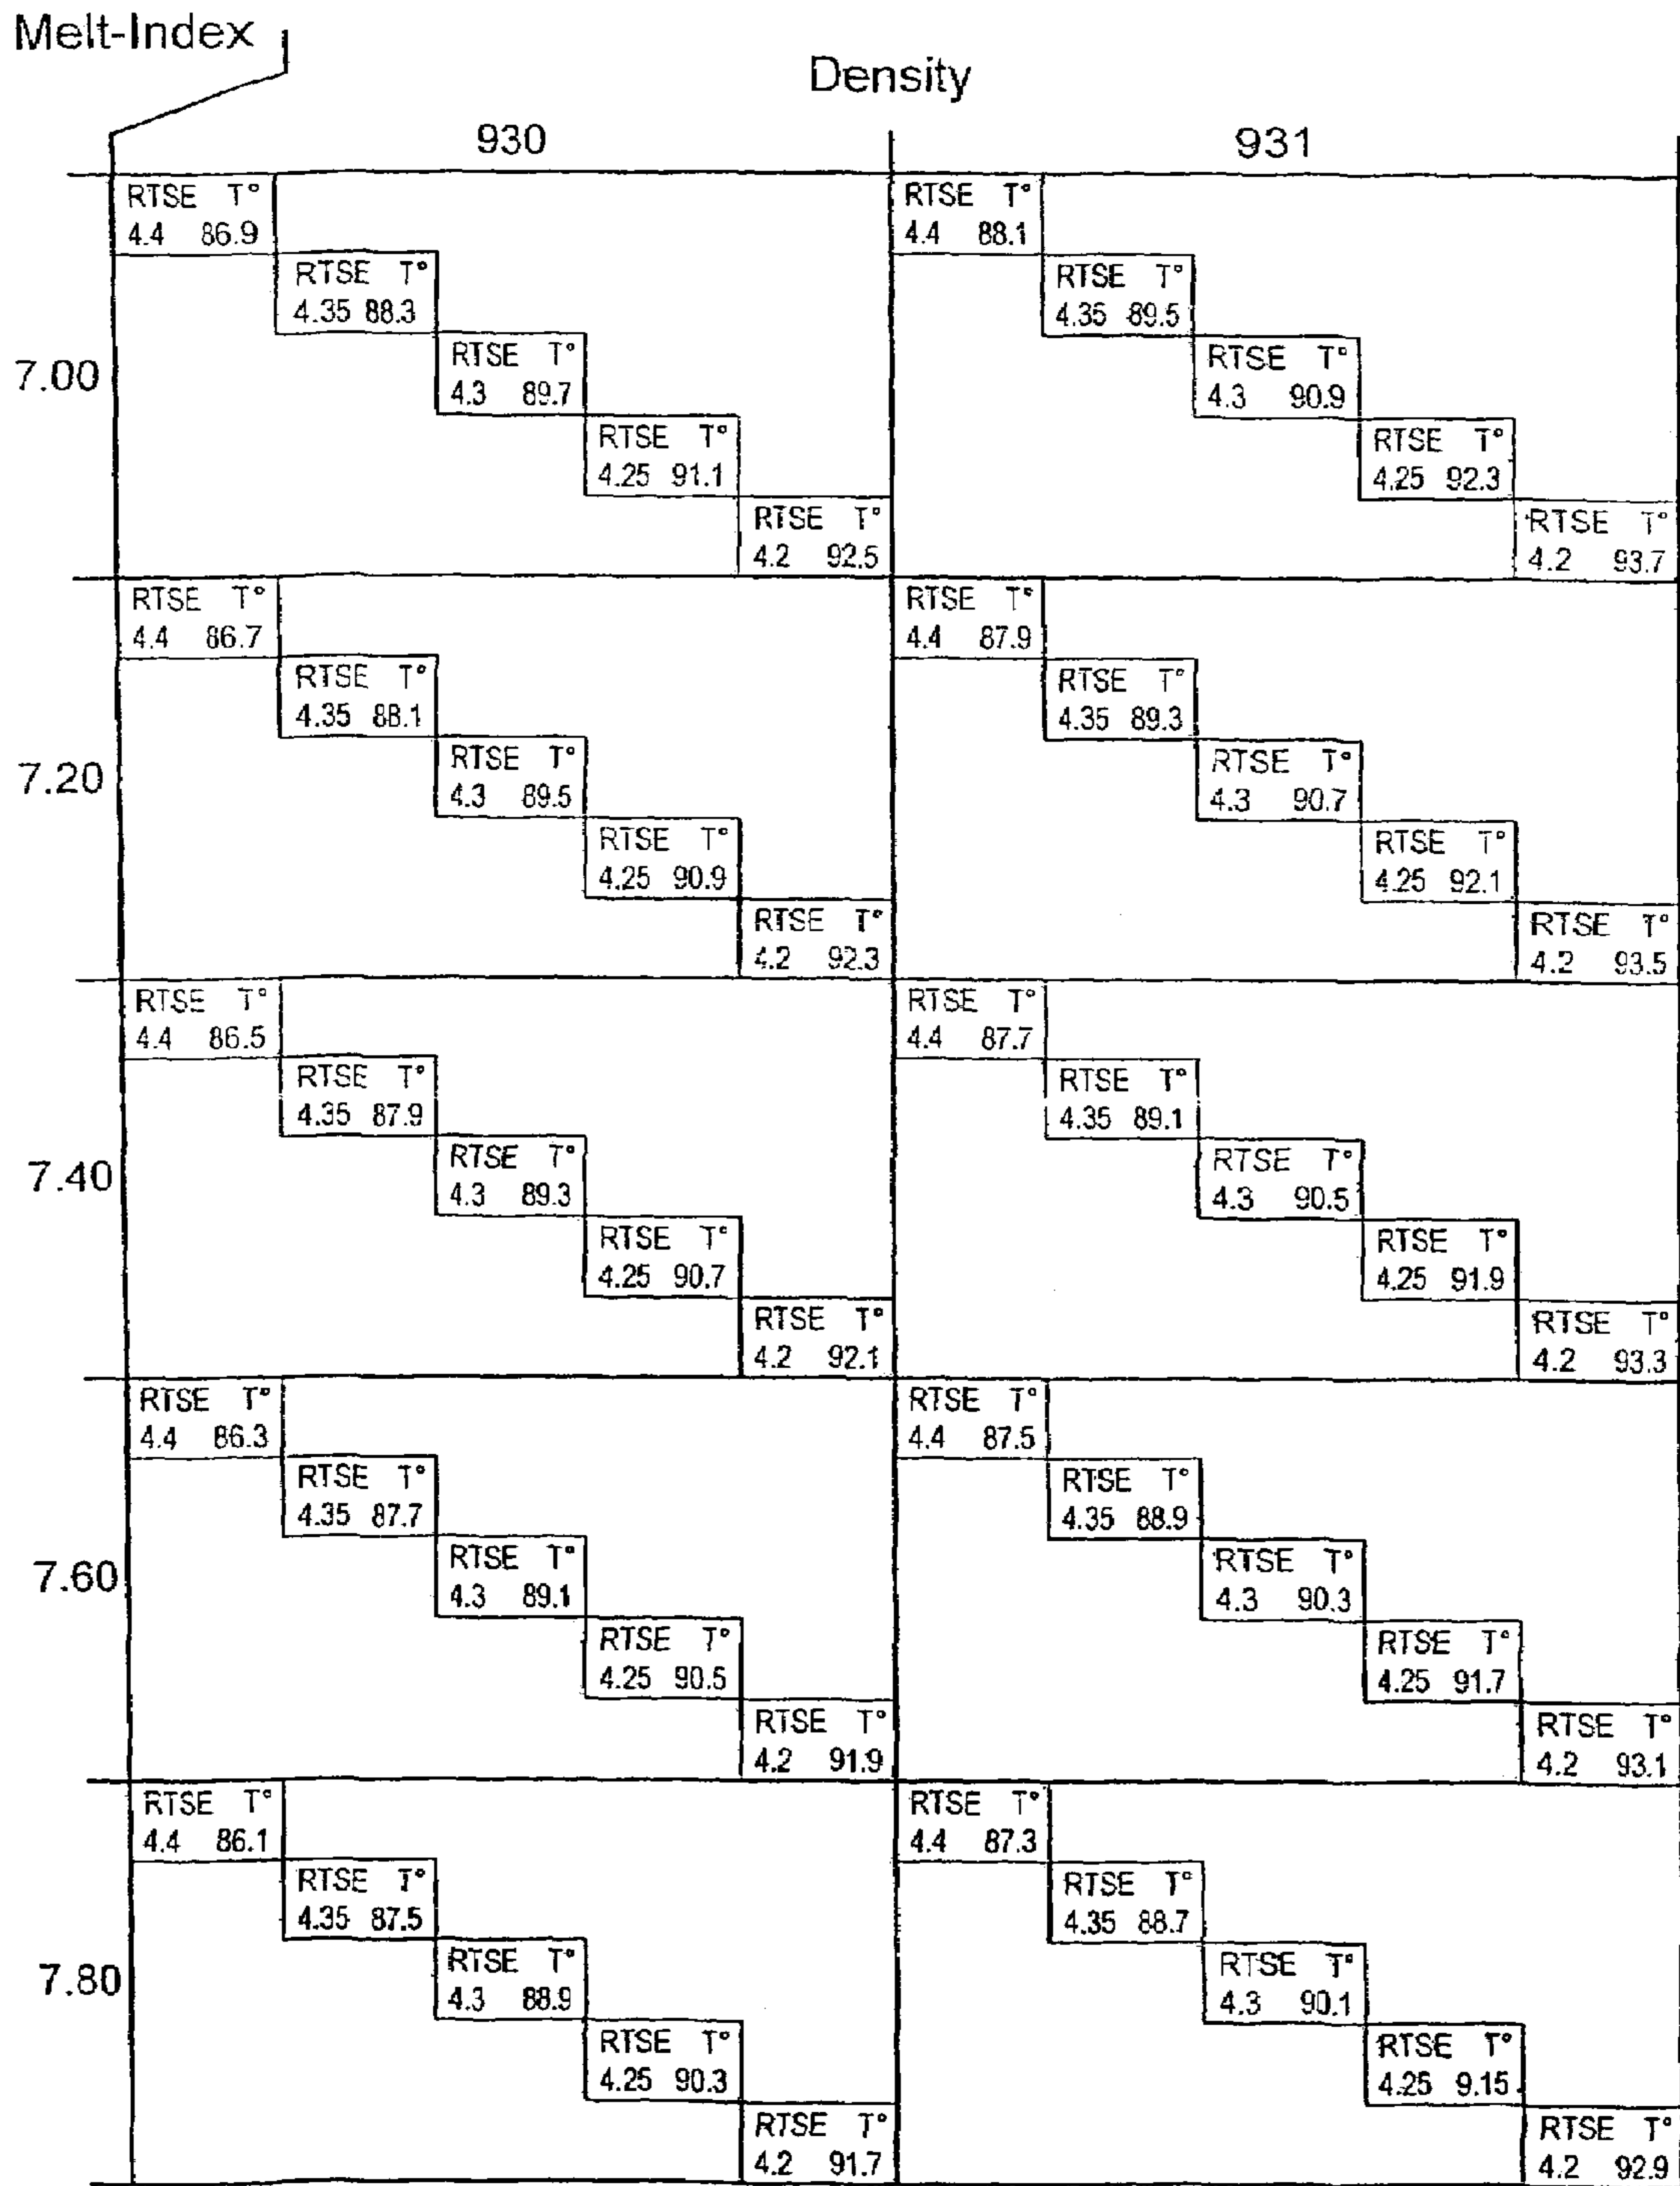 Melt-Index
Density
930 931
RTSE T° RTSE T°
4.4 86.9 4.4 88.1
RTSE T° RTSE T°
4.35 88.3 4.35 89.5
RTSE T° RTSE T°
7.00 4.3 89.7 4.3 90.9
RTSE T° RTSE T°
4.25 91.1 4.25 92.3
RTSE T° RTSE T°
4.2 92.5 4.2 93.7
RTSE T° RTSE T°
4.4 86.7 4.4 87.9
RTSE T° RTSE T°
4.35 88.1 4.35 89.3
RTSE T° RTSE T°
7.20 4.3 89.5 4.3 90.7
RTSE T° RTSE T°
4.25 90.9 4.25 92.1
RTSE T° RTSE T°
4.2 92.3 4.2 93.5
RTSE T° RTSE T°
4.4 86.5 4.4 87.7
RTSE T° RTSE T°
4.35 87.9 4.35 89.1
RTSE T° RTSE T°
7.40 4.3 89.3 4.3 90.5
RTSE T° RTSE T°
4.25 90.7 4.25 91.9
RTSE T° RTSE T°
4.2 92.1 4.2 93.3
RTSE T° RTSE T°
4.4 86.3 4.4 87.5
RTSE T° RTSE T°
4.35 87.7 4.35 88.9
RTSE T° RTSE T°
7.60 4.3 89.1 4.3 90.3
RTSE T° RTSE T°
4.25 90.5 4.25 91.7
RTSE T° RTSE T°
4.2 91.9 4.2 93.1
RTSE T° RTSE T°
4.4 86.1 4.4 87.3
RTSE T° RTSE T°
4.35 87.5 4.35 88.7
RTSE T° RTSE T°
7.80 4.3 88.9 4.3 90.1
RTSE T° RTSE T°
4.25 90.3 4.25 9.15
RTSE T° RTSE T°
4.2 91.7 4.2 92.9